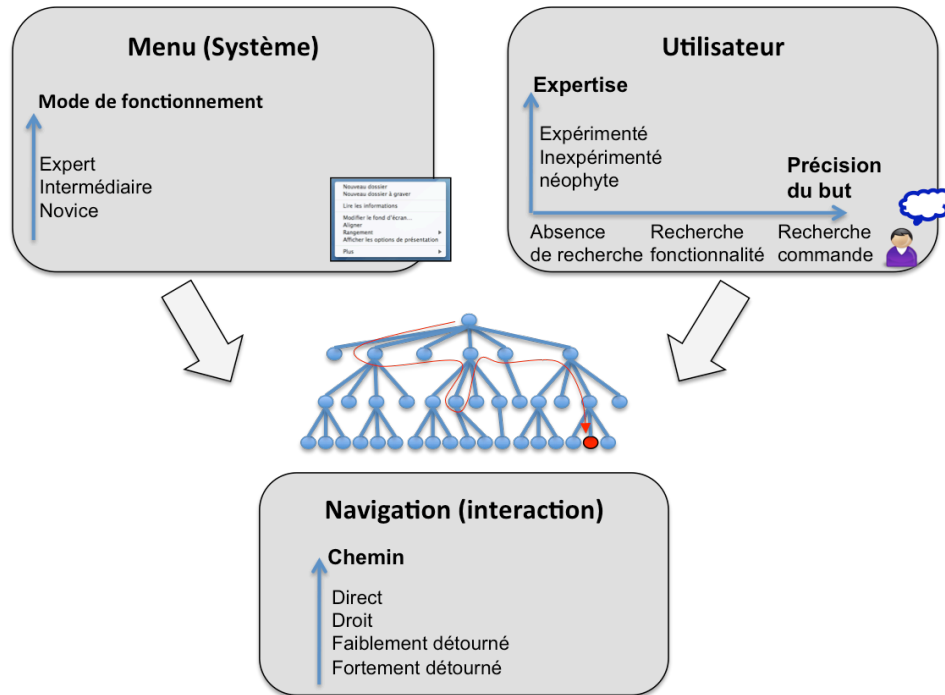 Menu (Système)
Mode de fonctionnement
Expert
Intermédiaire
Novice
Nouveau dossier
Nouveau dossier à graver
Lire les informations
Modifier le fond d'écran...
Aligner
Rangement
Afficher les options de présentation
Plus
Utilisateur
Expertise
Expérimenté
Inexpérimenté
néophyte
Précision
du but
Absence
de recherche
Recherche
fonctionnalité
Recherche
commande
Navigation (interaction)
Chemin
Direct
Droit
Faiblement détourné
Fortement détourné